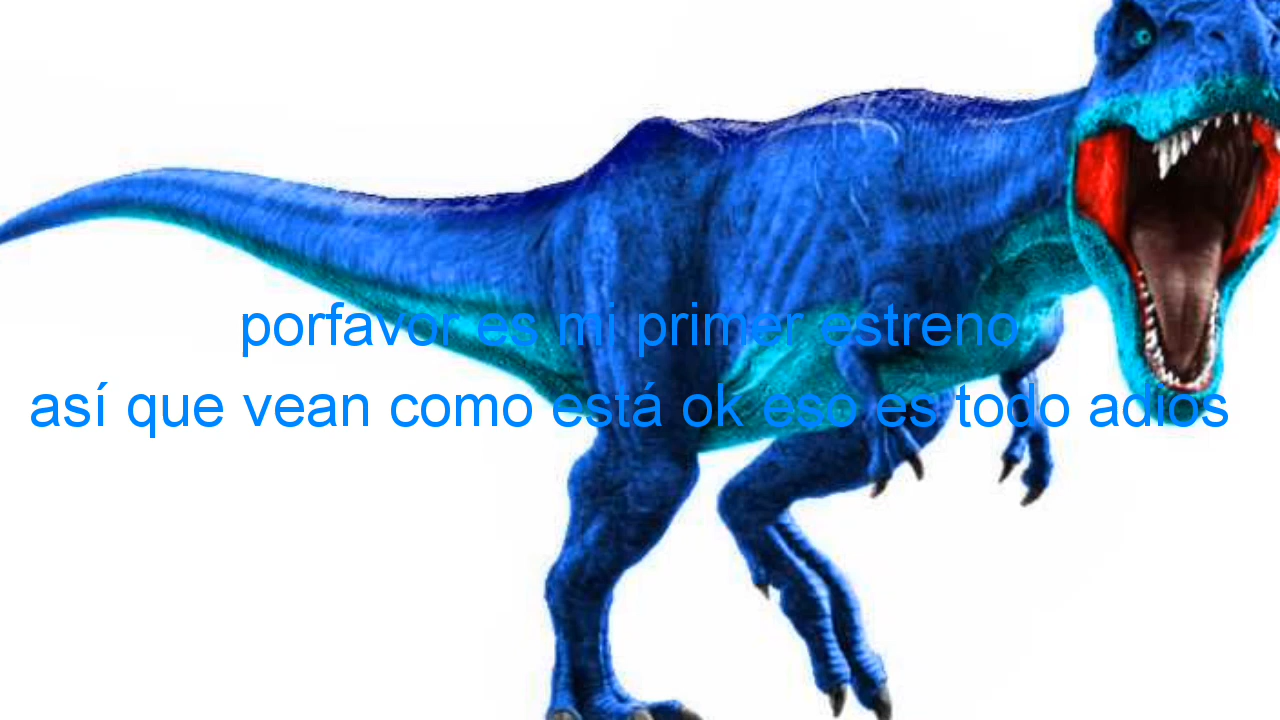 porfavor es mi primer estreno
así que vean como está ok eso es todo adios